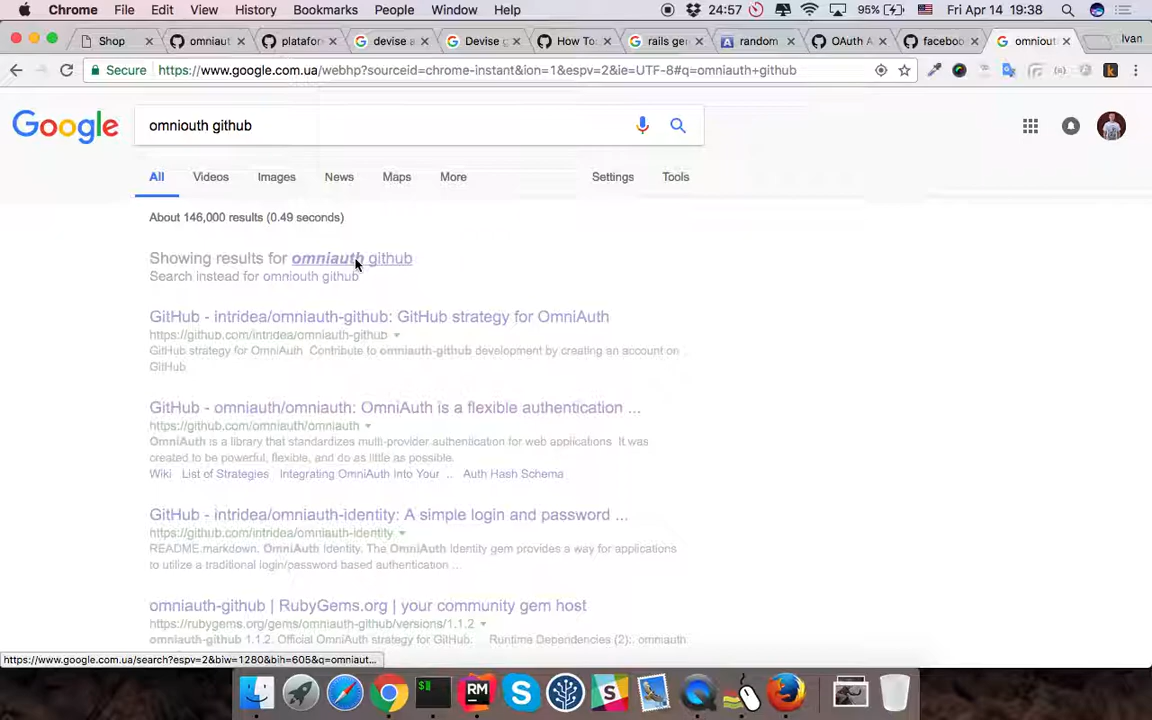 Chrome File Edit View History Bookmarks People Window Help 24:57 95% Fri Apr 14 19:38
Shop omniaut platafor devise a Devise g How To: rails ge random OAuth A faceboo omniout Ivan
Secure https://www.google.com.ua/webhp?sourceid=chrome-instant&ion=1&espv=2&ie=UTF-8#q=omniauth+github
Google omniouth github
All Videos Images News Maps More Settings Tools
About 146,000 results (0.49 seconds)
Showing results for omniauth github
Search instead for omniouth github
GitHub - intridea/omniauth-github: GitHub strategy for OmniAuth
https://github.com/intridea/omniauth-github
GitHub strategy for OmniAuth Contribute to omniauth-github development by creating an account on
GitHub
GitHub - omniauth/omniauth: OmniAuth is a flexible authentication ...
https://github.com/omniauth/omniauth
OmniAuth is a library that standardizes multi-provider authentication for web applications It was
created to be powerful, flexible, and do as little as possible.
Wiki List of Strategies Integrating OmniAuth Into Your .. Auth Hash Schema
GitHub - intridea/omniauth-identity: A simple login and password ...
https://github.com/intridea/omniauth-identity
README.markdown. OmniAuth Identity. The OmniAuth Identity gem provides a way for applications
to utilize a traditional login/password based authentication ...
omniauth-github | RubyGems.org | your community gem host
https://rubygems.org/gems/omniauth-github/versions/1.1.2
omniauth-github 1.1.2. Official OmniAuth strategy for GitHub. Runtime Dependencies (2):. omniauth
https://www.google.com.ua/search?espv=2&biw=1280&bih=605&q=omniaut...
$
RM
S